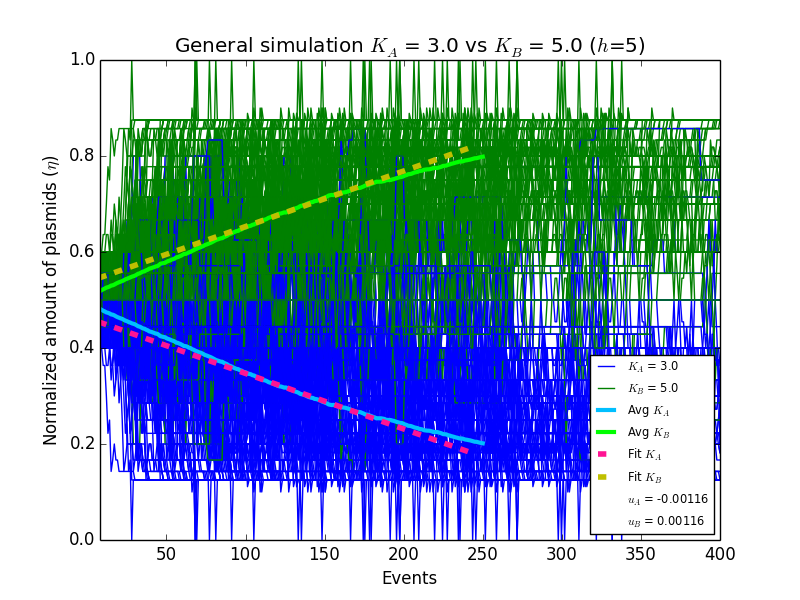 General simulation K_A = 3.0 vs K_B = 5.0 (h=5)
Normalized amount of plasmids (η)
1.0
0.8
0.6
0.4
0.2
0.0
K_A = 3.0
K_B = 5.0
Avg K_A
Avg K_B
Fit K_A
Fit K_B
u_A = -0.00116
u_B = 0.00116
50 100 150 200 250 300 350 400
Events